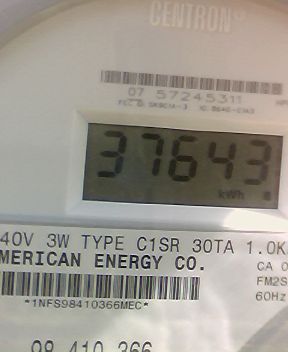 CENTRON®
07 57245311
37643
kWh
40V 3W TYPE C1SR 30TA 1.0K
MERICAN ENERGY CO. CA 0
FM2S
60Hz
*1NFS98410366MEC*
98 410 366